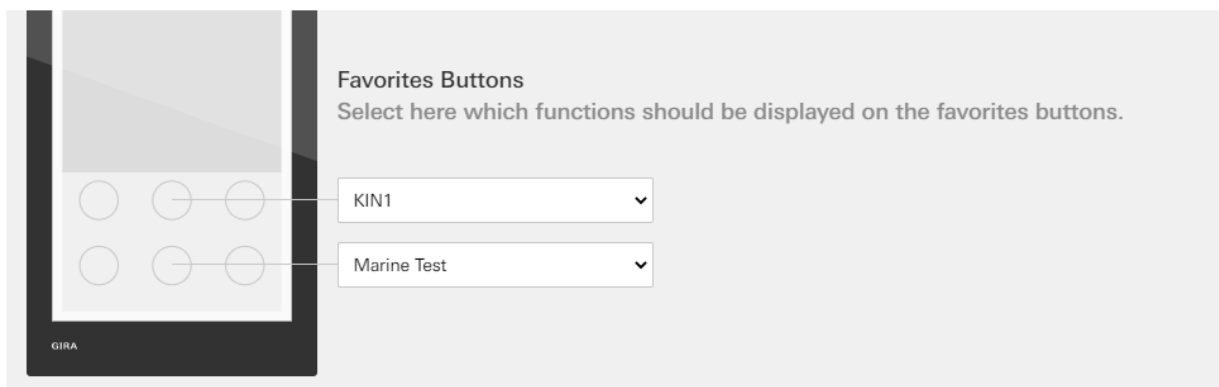 Favorites Buttons
Select here which functions should be displayed on the favorites buttons.
KIN1
Marine Test
GIRA